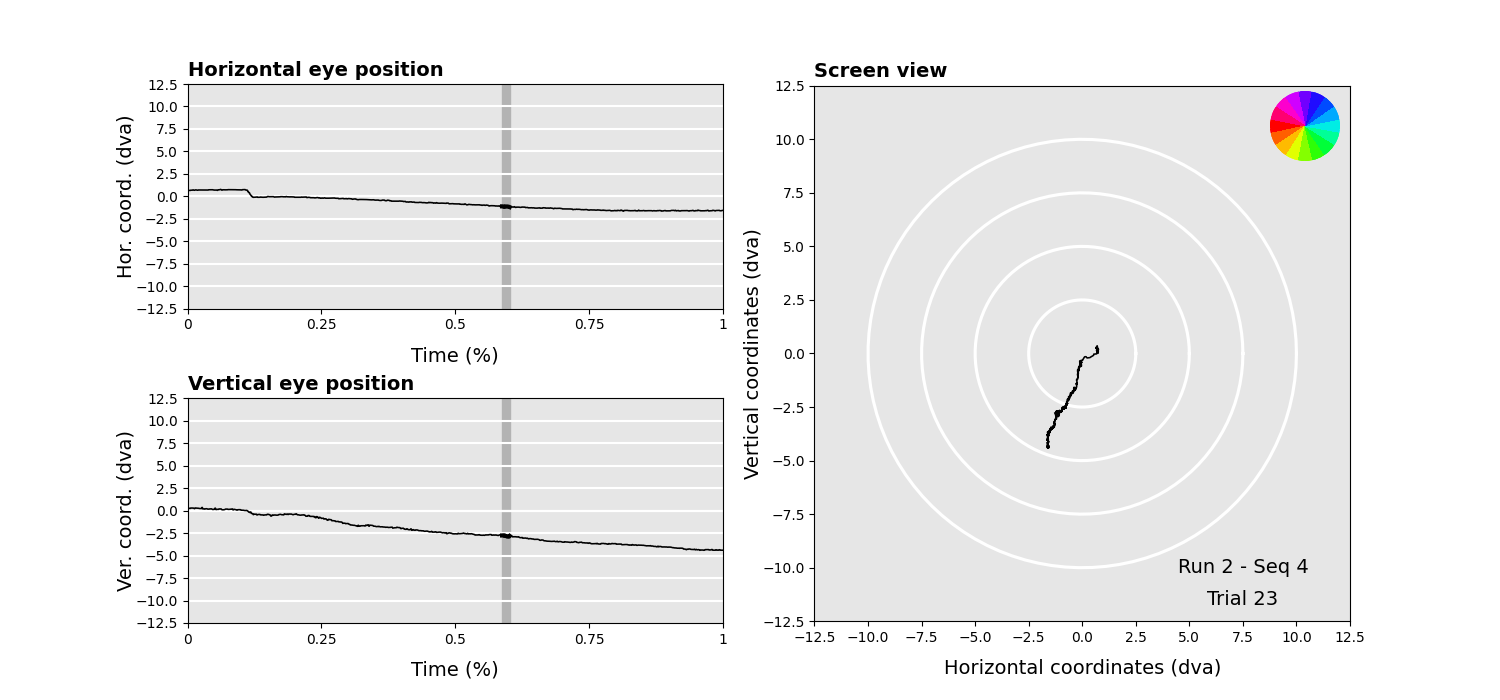 Horizontal eye position
Hor. coord. (dva)
12.5
10.0
7.5
5.0
2.5
0.0
−2.5
−5.0
−7.5
−10.0
−12.5
0 0.25 0.5 0.75 1
Time (%)
Vertical eye position
Ver. coord. (dva)
12.5
10.0
7.5
5.0
2.5
0.0
−2.5
−5.0
−7.5
−10.0
−12.5
0 0.25 0.5 0.75 1
Time (%)
Screen view
Vertical coordinates (dva)
12.5
10.0
7.5
5.0
2.5
0.0
−2.5
−5.0
−7.5
−10.0
−12.5
Run 2 - Seq 4
Trial 23
−12.5 −10.0 −7.5 −5.0 −2.5 0.0 2.5 5.0 7.5 10.0 12.5
Horizontal coordinates (dva)